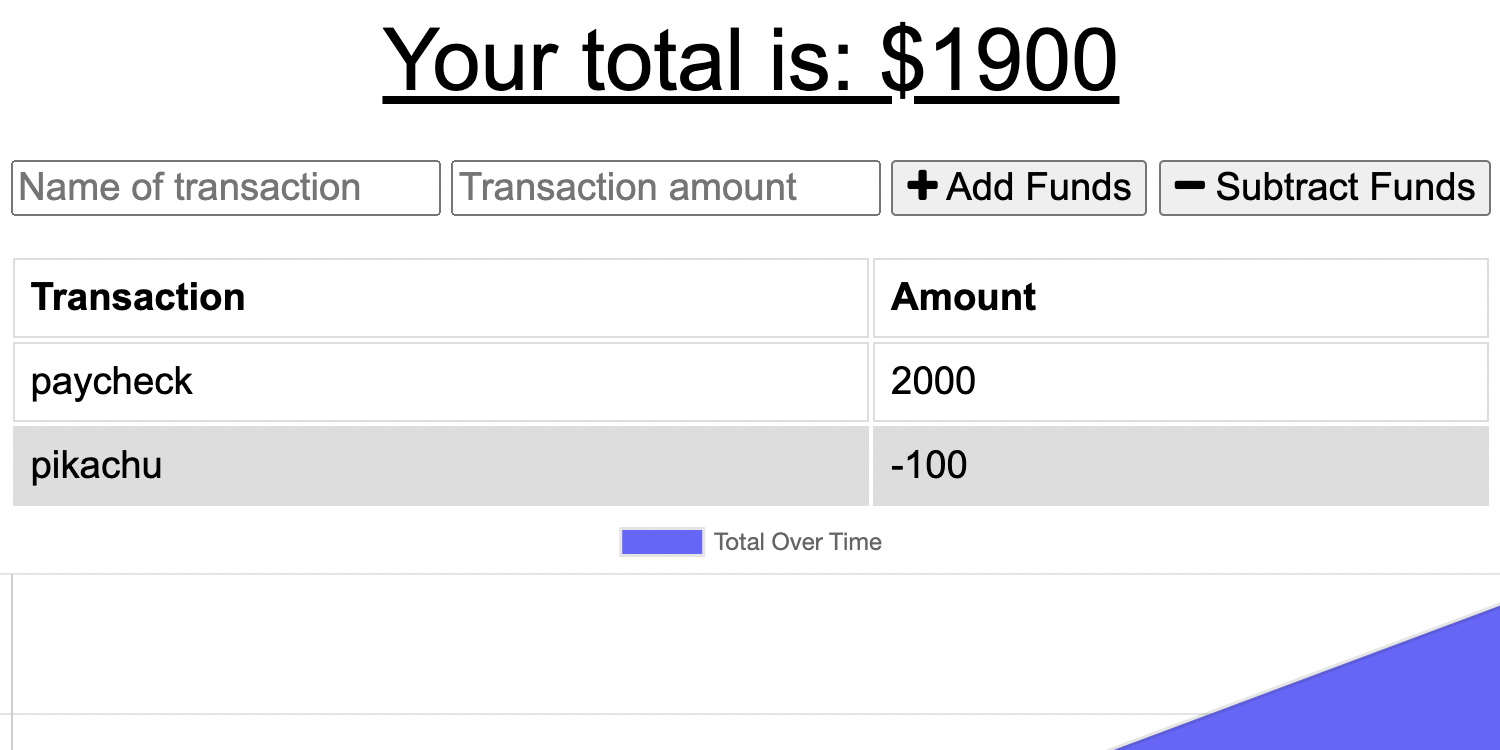 Your total is: $1900
Name of transaction Transaction amount + Add Funds − Subtract Funds
Transaction Amount
paycheck 2000
pikachu -100
Total Over Time